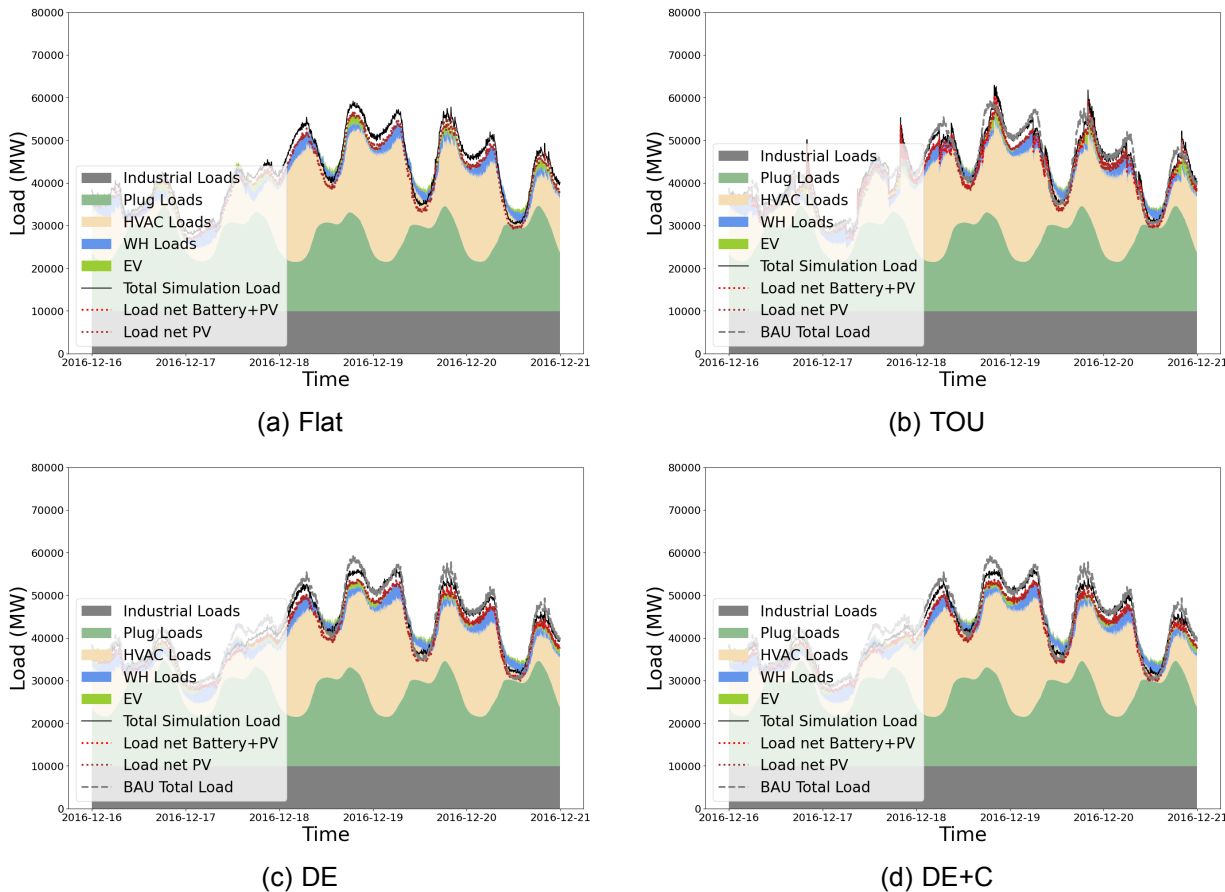 80000
70000
60000
50000
40000
30000
20000
10000
0
Load (MW)
Industrial Loads
Plug Loads
HVAC Loads
WH Loads
EV
Total Simulation Load
Load net Battery+PV
Load net PV
2016-12-16 2016-12-17 2016-12-18 2016-12-19 2016-12-20 2016-12-21
Time
(a) Flat
80000
70000
60000
50000
40000
30000
20000
10000
0
Load (MW)
Industrial Loads
Plug Loads
HVAC Loads
WH Loads
EV
Total Simulation Load
Load net Battery+PV
Load net PV
BAU Total Load
2016-12-16 2016-12-17 2016-12-18 2016-12-19 2016-12-20 2016-12-21
Time
(b) TOU
80000
70000
60000
50000
40000
30000
20000
10000
0
Load (MW)
Industrial Loads
Plug Loads
HVAC Loads
WH Loads
EV
Total Simulation Load
Load net Battery+PV
Load net PV
BAU Total Load
2016-12-16 2016-12-17 2016-12-18 2016-12-19 2016-12-20 2016-12-21
Time
(c) DE
80000
70000
60000
50000
40000
30000
20000
10000
0
Load (MW)
Industrial Loads
Plug Loads
HVAC Loads
WH Loads
EV
Total Simulation Load
Load net Battery+PV
Load net PV
BAU Total Load
2016-12-16 2016-12-17 2016-12-18 2016-12-19 2016-12-20 2016-12-21
Time
(d) DE+C